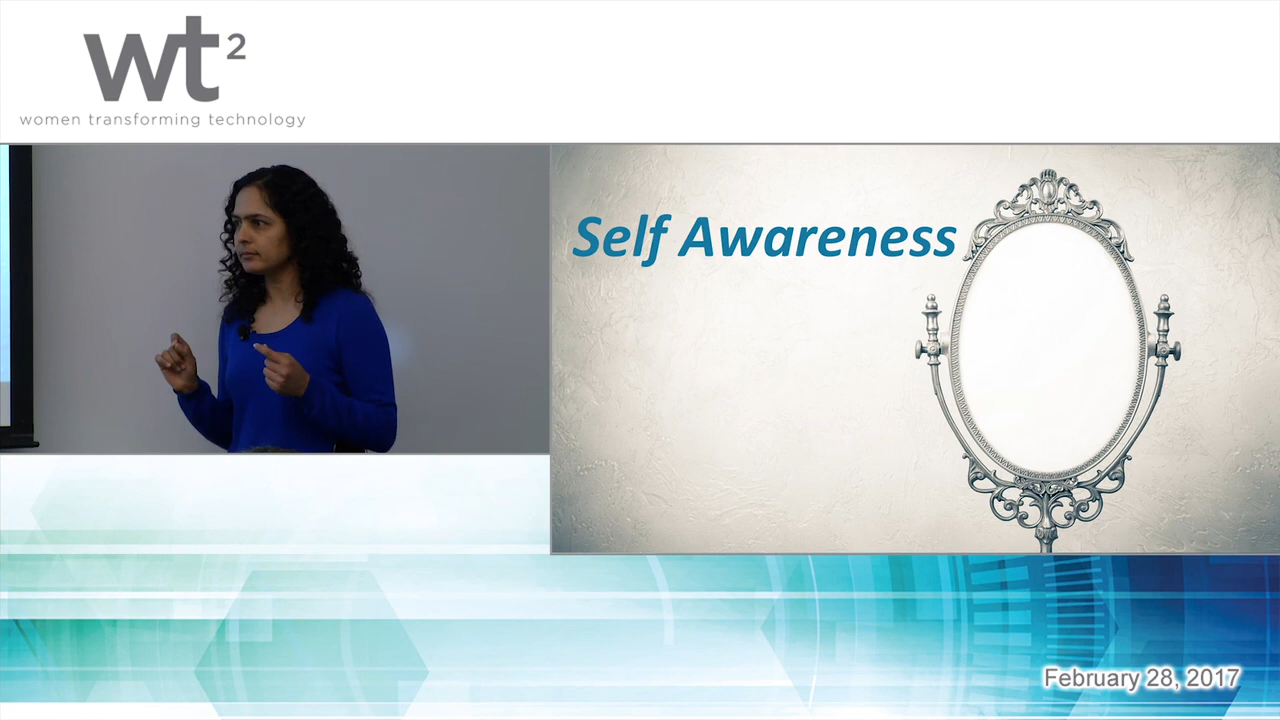 wt²
women transforming technology
Self Awareness
February 28, 2017